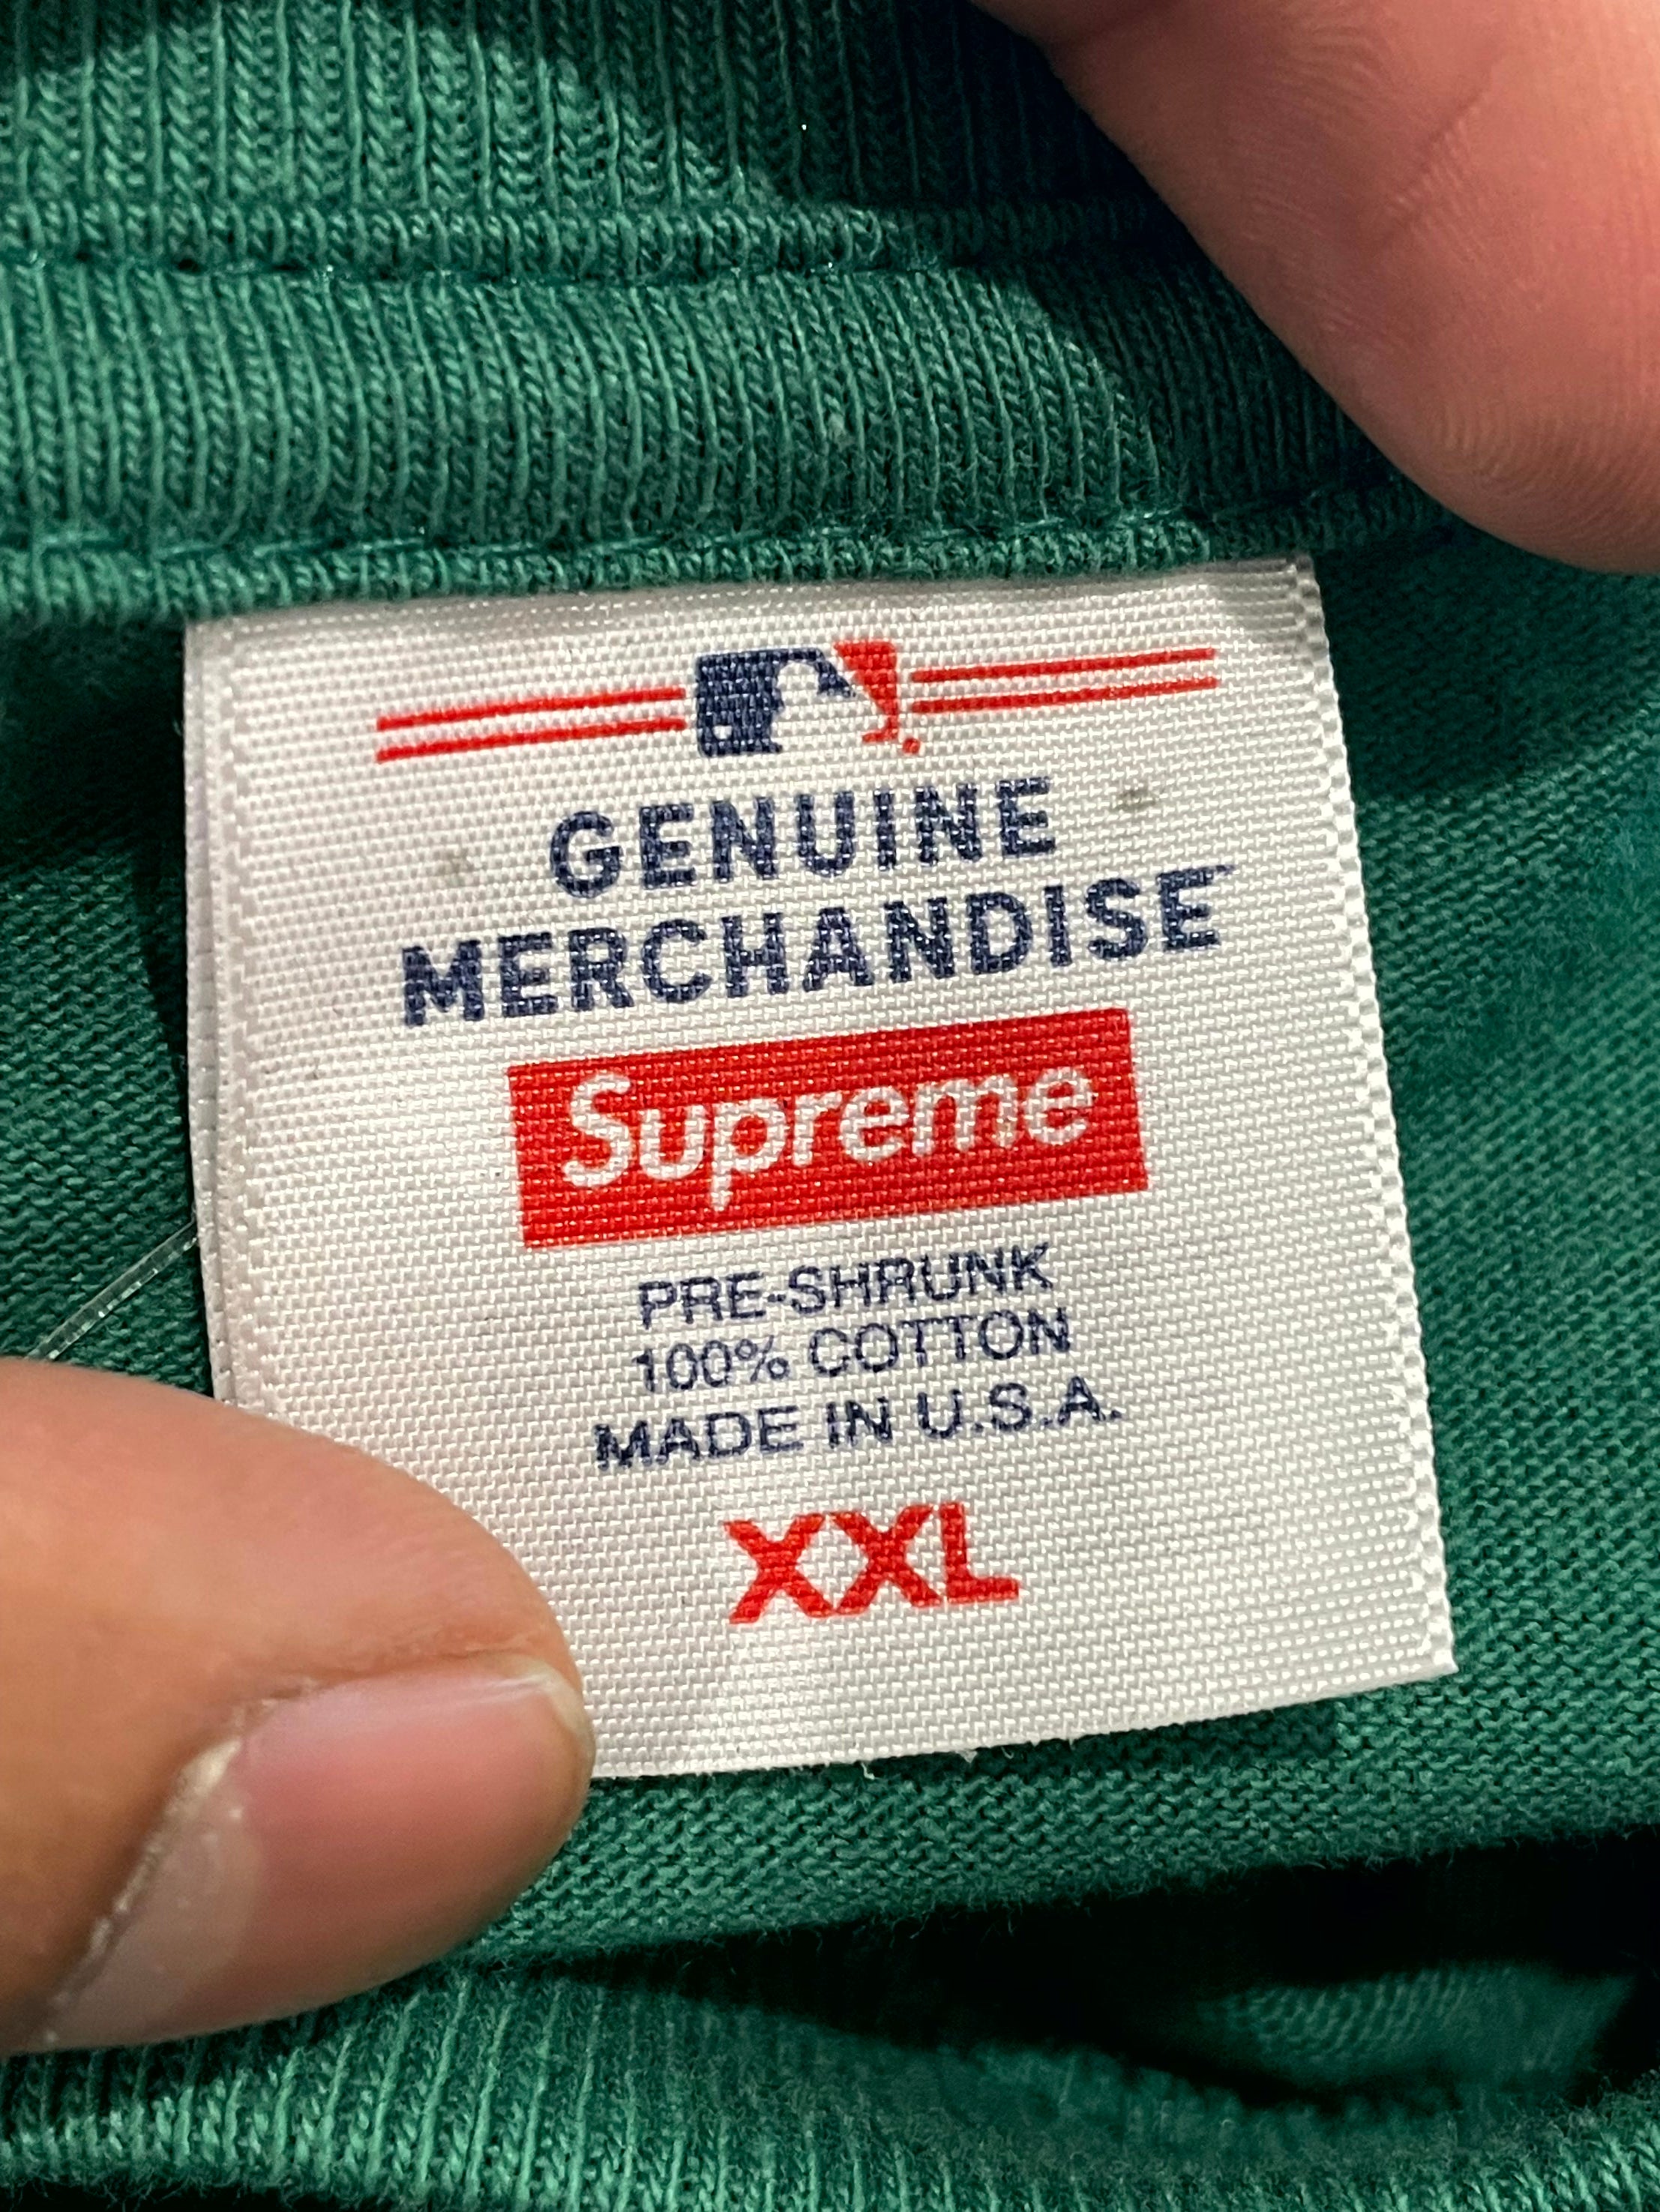 GENUINE
MERCHANDISE
Supreme
PRE-SHRUNK
100% COTTON
MADE IN U.S.A.
XXL